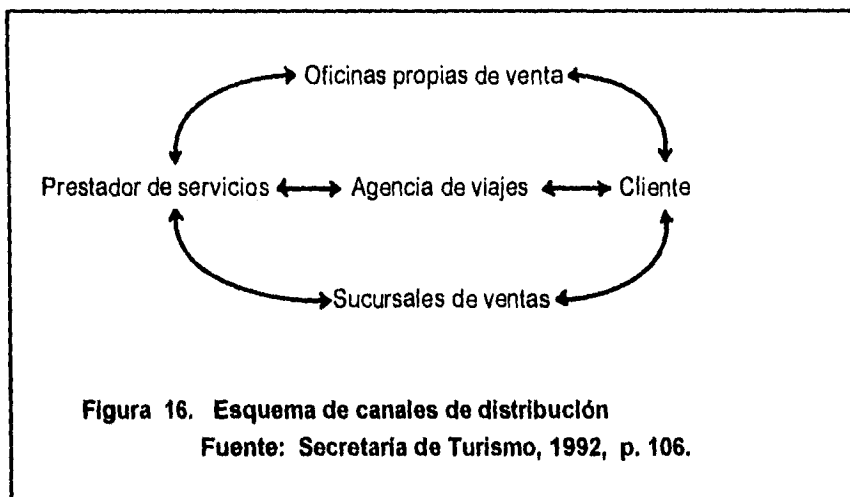 Oficinas propias de venta
Prestador de servicios Agencia de viajes Cliente
Sucursales de ventas
Figura 16. Esquema de canales de distribución
Fuente: Secretaría de Turismo, 1992, p. 106.